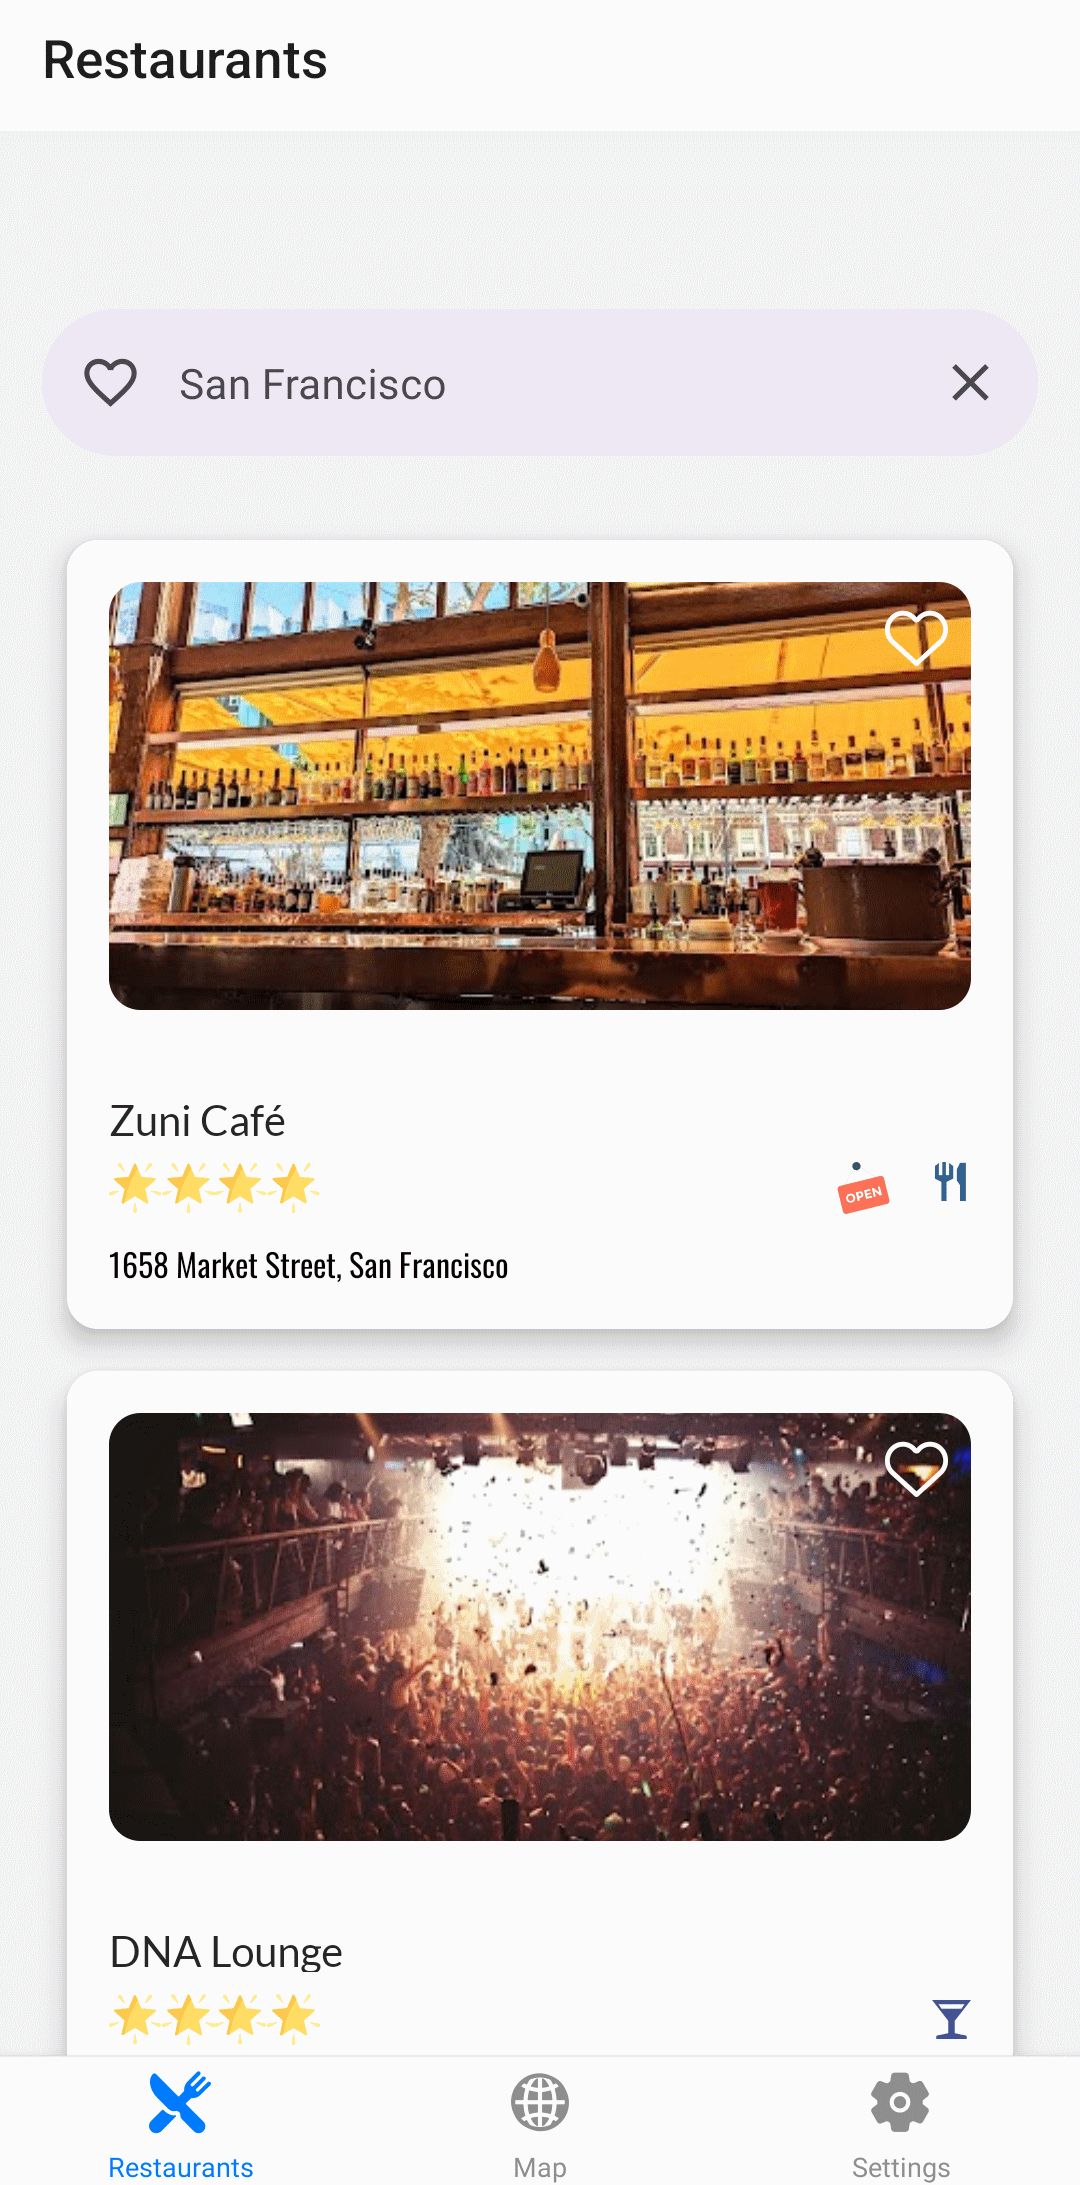 Restaurants
San Francisco
Zuni Café
OPEN
1658 Market Street, San Francisco
DNA Lounge
Restaurants
Map
Settings